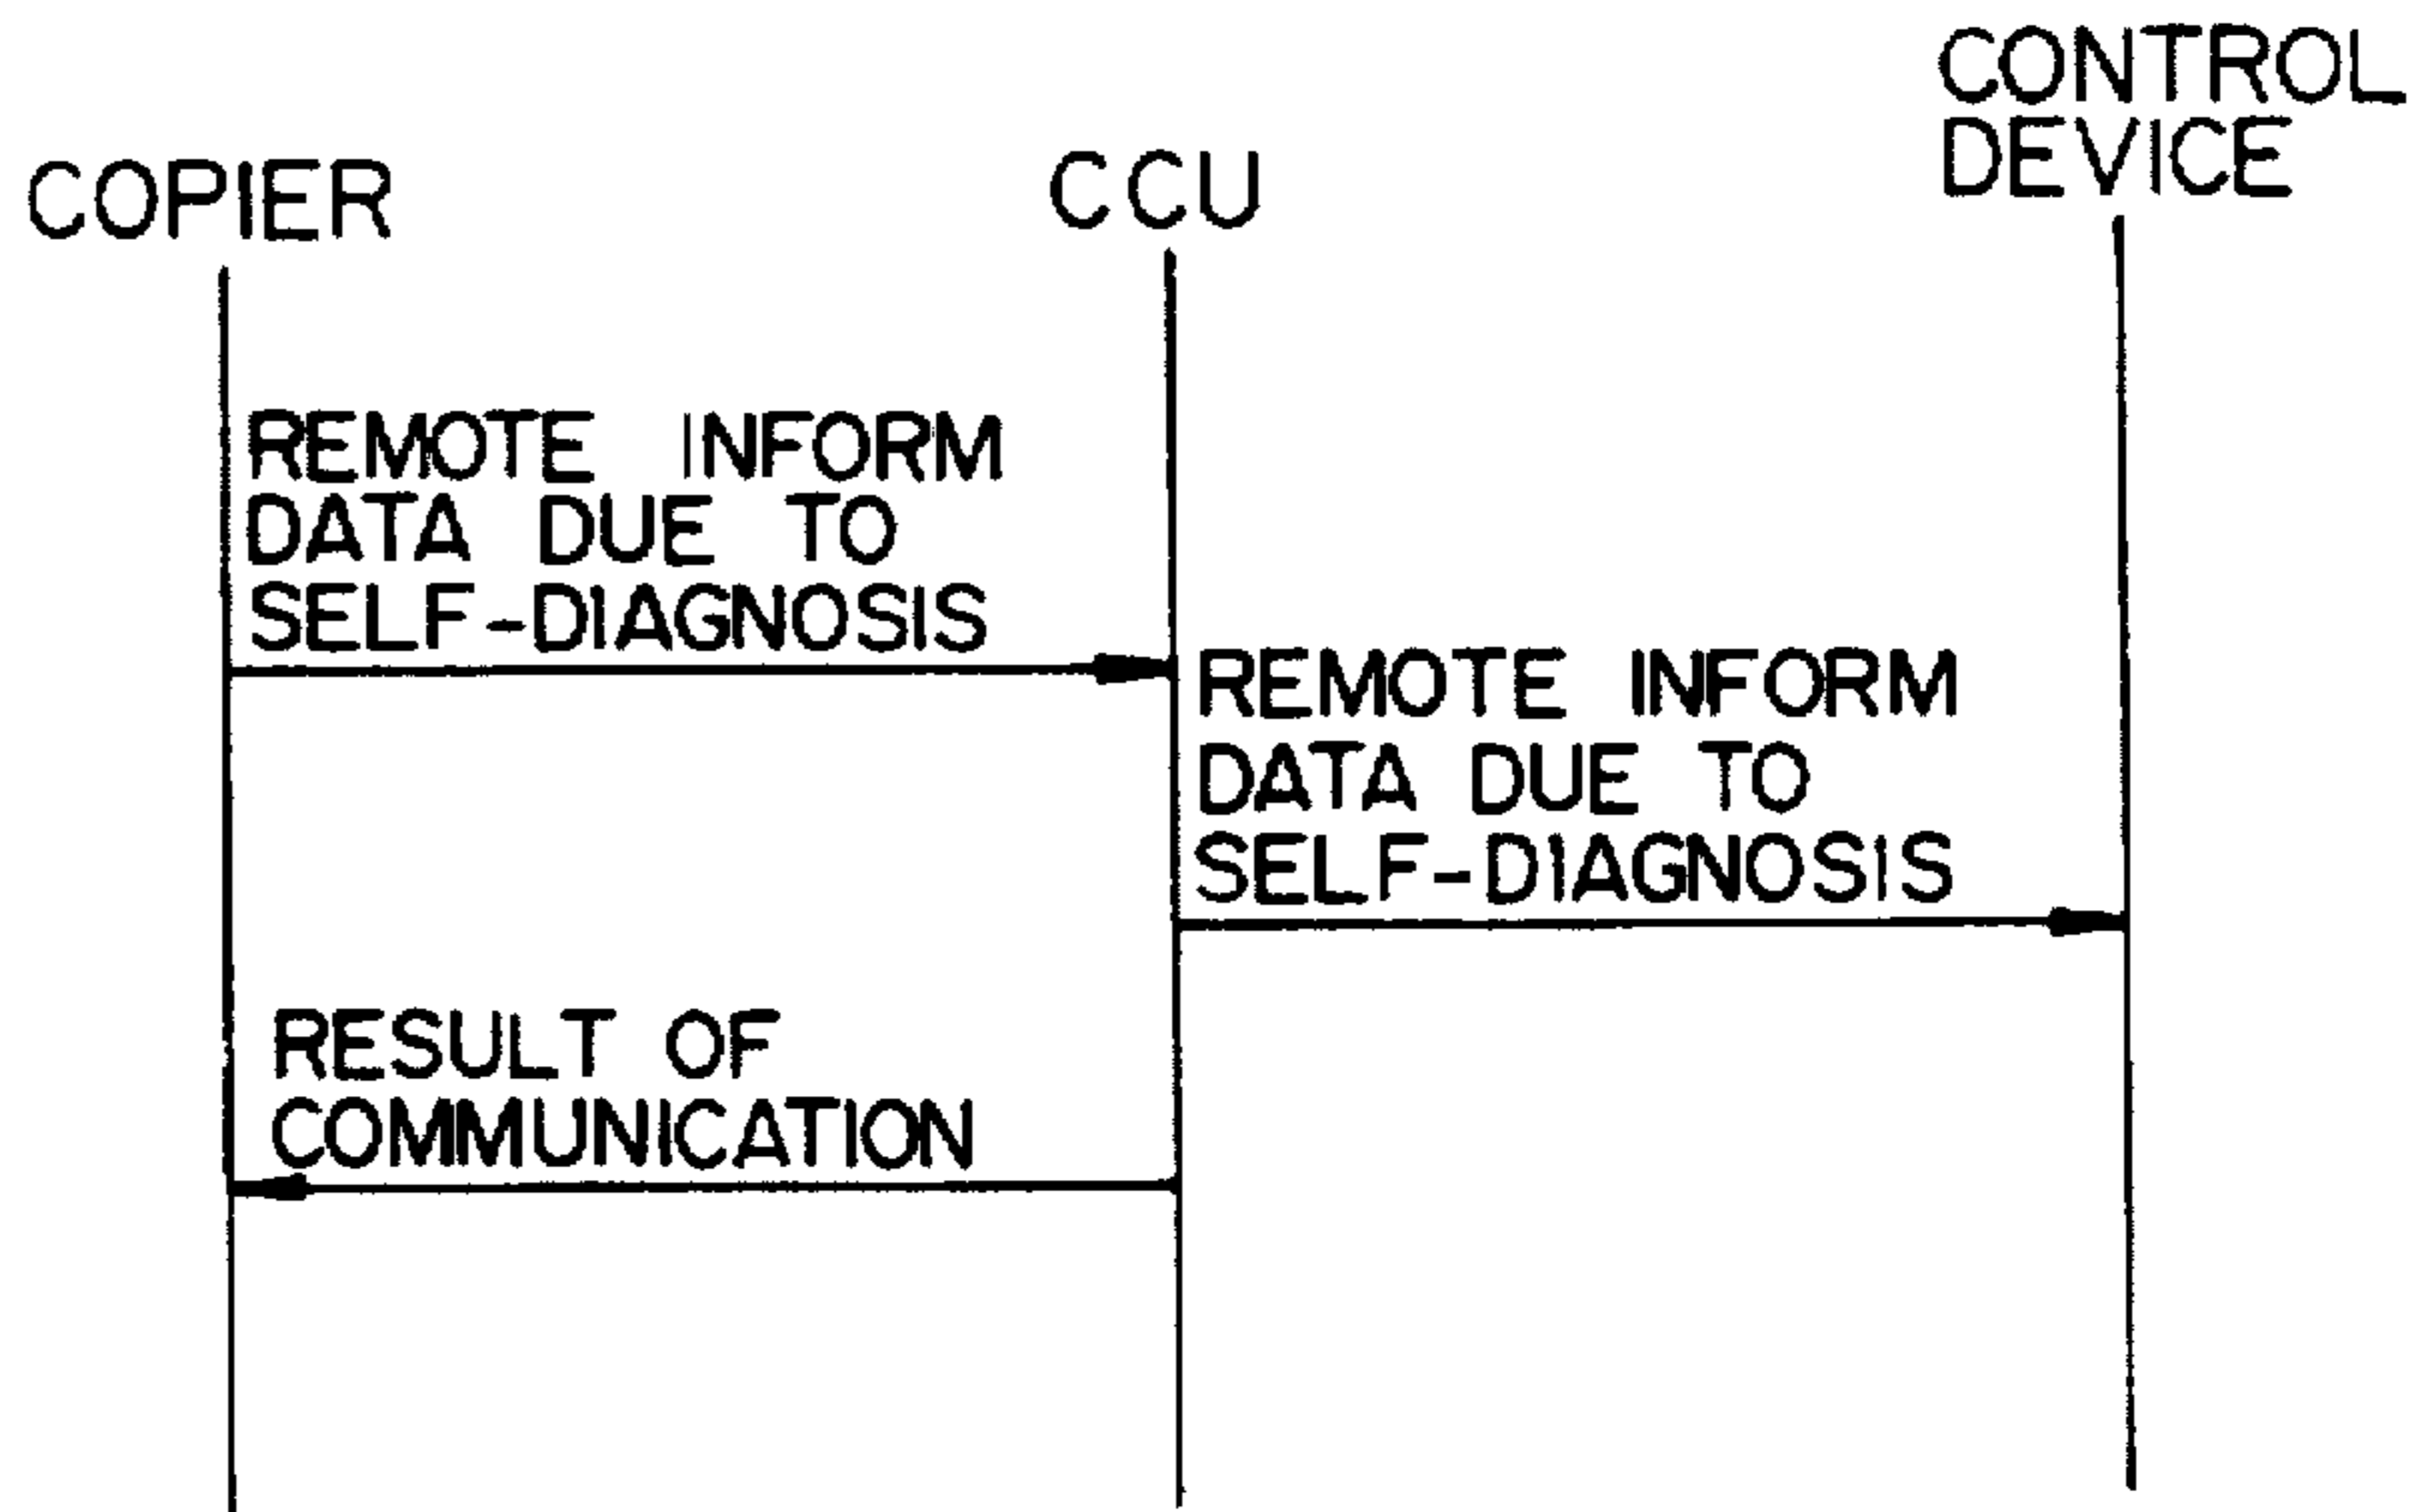 COPIER
CCU
CONTROL
DEVICE
REMOTE INFORM
DATA DUE TO
SELF-DIAGNOSIS
REMOTE INFORM
DATA DUE TO
SELF-DIAGNOSIS
RESULT OF
COMMUNICATION